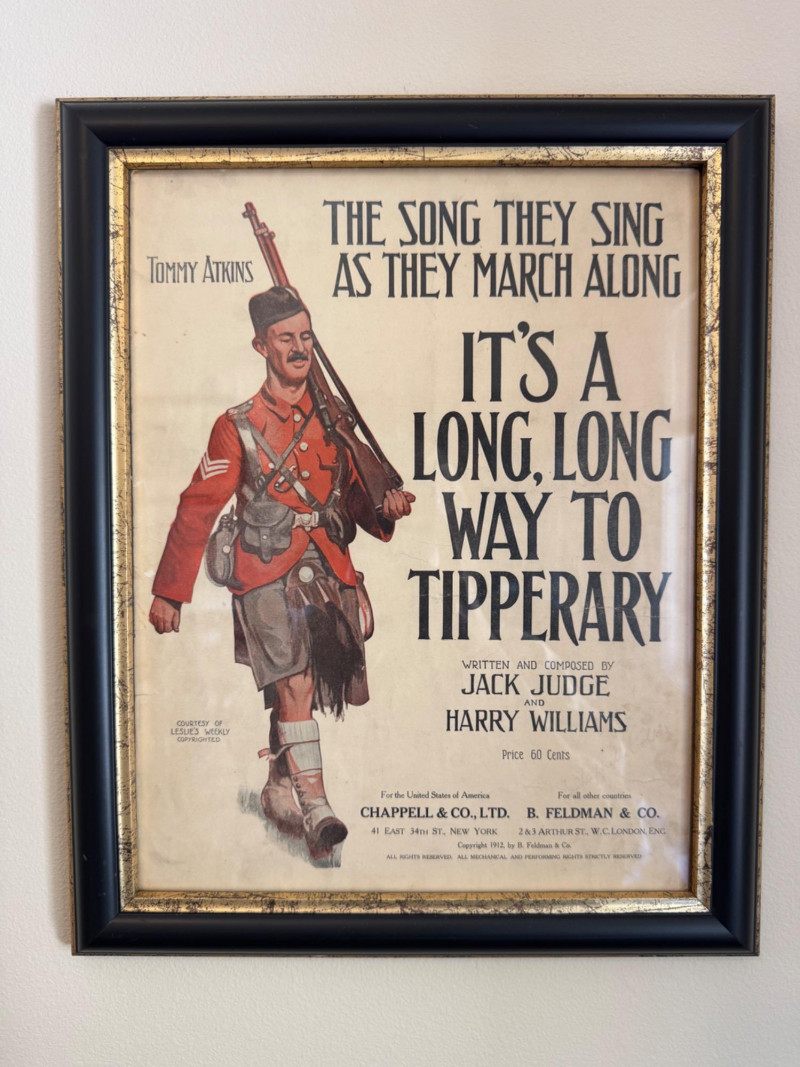 THE SONG THEY SING
AS THEY MARCH ALONG
TOMMY ATKINS
IT'S A
LONG, LONG
WAY TO
TIPPERARY
WRITTEN AND COMPOSED BY
JACK JUDGE
AND
HARRY WILLIAMS
Price 60 Cents
COURTESY OF
LESLIE'S WEEKLY
COPYRIGHTED
For the United States of America
CHAPPELL & CO., LTD.
41 EAST 34TH ST., NEW YORK
For all other countries
B. FELDMAN & CO.
2 & 3 ARTHUR ST., W.C. LONDON, ENG.
Copyright 1912, by B. Feldman & Co.
ALL RIGHTS RESERVED. ALL MECHANICAL AND PERFORMING RIGHTS STRICTLY RESERVED